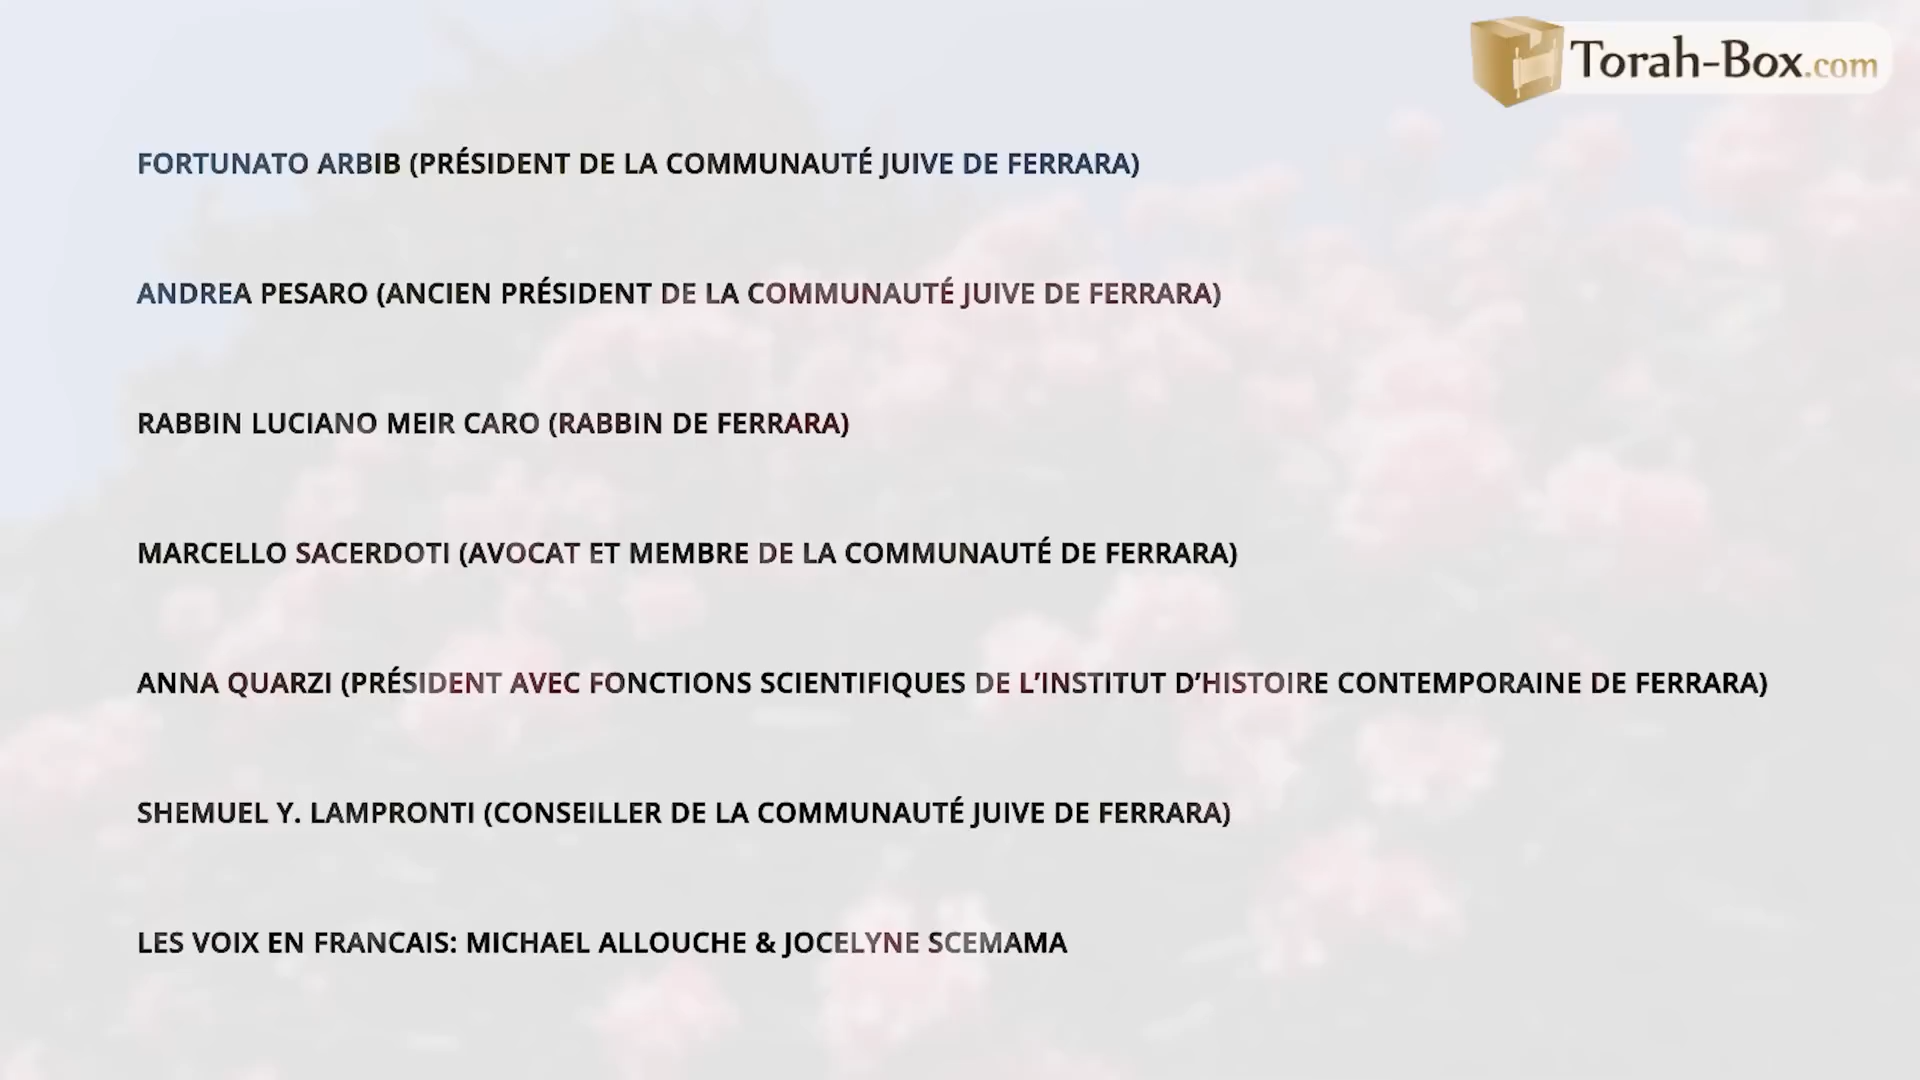 Torah-Box.com
FORTUNATO ARBIB (PRÉSIDENT DE LA COMMUNAUTÉ JUIVE DE FERRARA)
ANDREA PESARO (ANCIEN PRÉSIDENT DE LA COMMUNAUTÉ JUIVE DE FERRARA)
RABBIN LUCIANO MEIR CARO (RABBIN DE FERRARA)
MARCELLO SACERDOTI (AVOCAT ET MEMBRE DE LA COMMUNAUTÉ DE FERRARA)
ANNA QUARZI (PRÉSIDENT AVEC FONCTIONS SCIENTIFIQUES DE L’INSTITUT D’HISTOIRE CONTEMPORAINE DE FERRARA)
SHEMUEL Y. LAMPRONTI (CONSEILLER DE LA COMMUNAUTÉ JUIVE DE FERRARA)
LES VOIX EN FRANCAIS: MICHAEL ALLOUCHE & JOCELYNE SCEMAMA